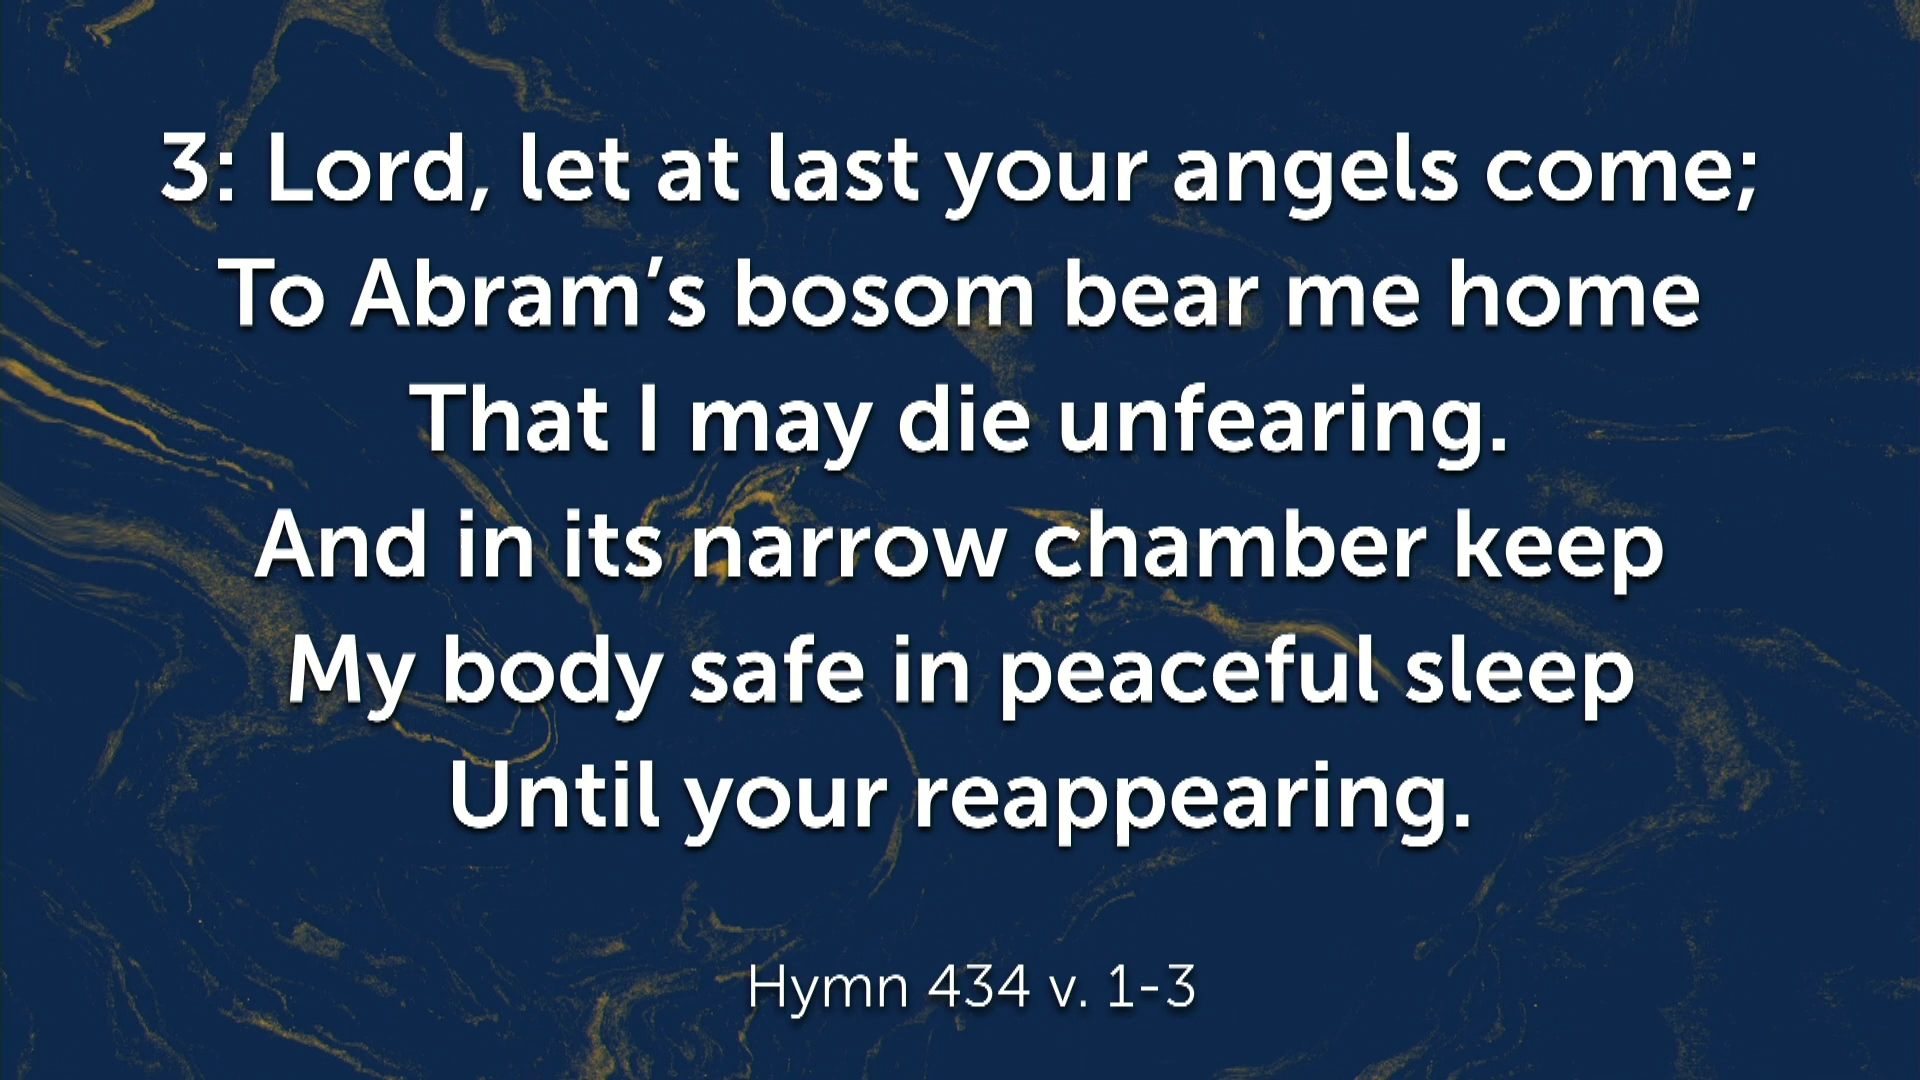 3: Lord, let at last your angels come;
To Abram’s bosom bear me home
That I may die unfearing.
And in its narrow chamber keep
My body safe in peaceful sleep
Until your reappearing.
Hymn 434 v. 1-3